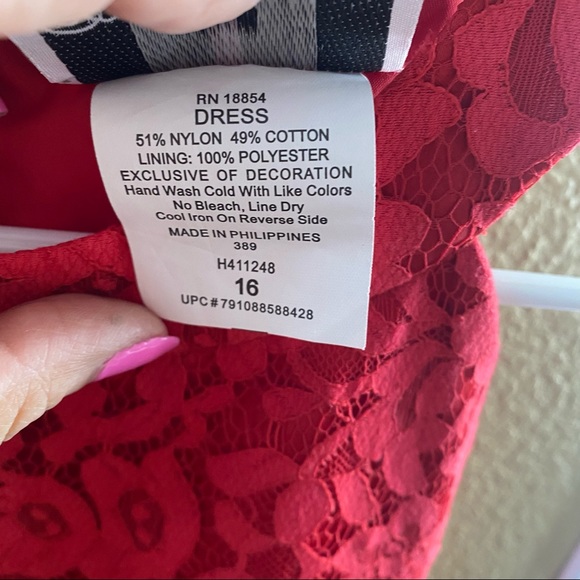 RN 18854
DRESS
51% NYLON 49% COTTON
LINING: 100% POLYESTER
EXCLUSIVE OF DECORATION
Hand Wash Cold With Like Colors
No Bleach, Line Dry
Cool Iron On Reverse Side
MADE IN PHILIPPINES
389
H411248
16
UPC#791088588428